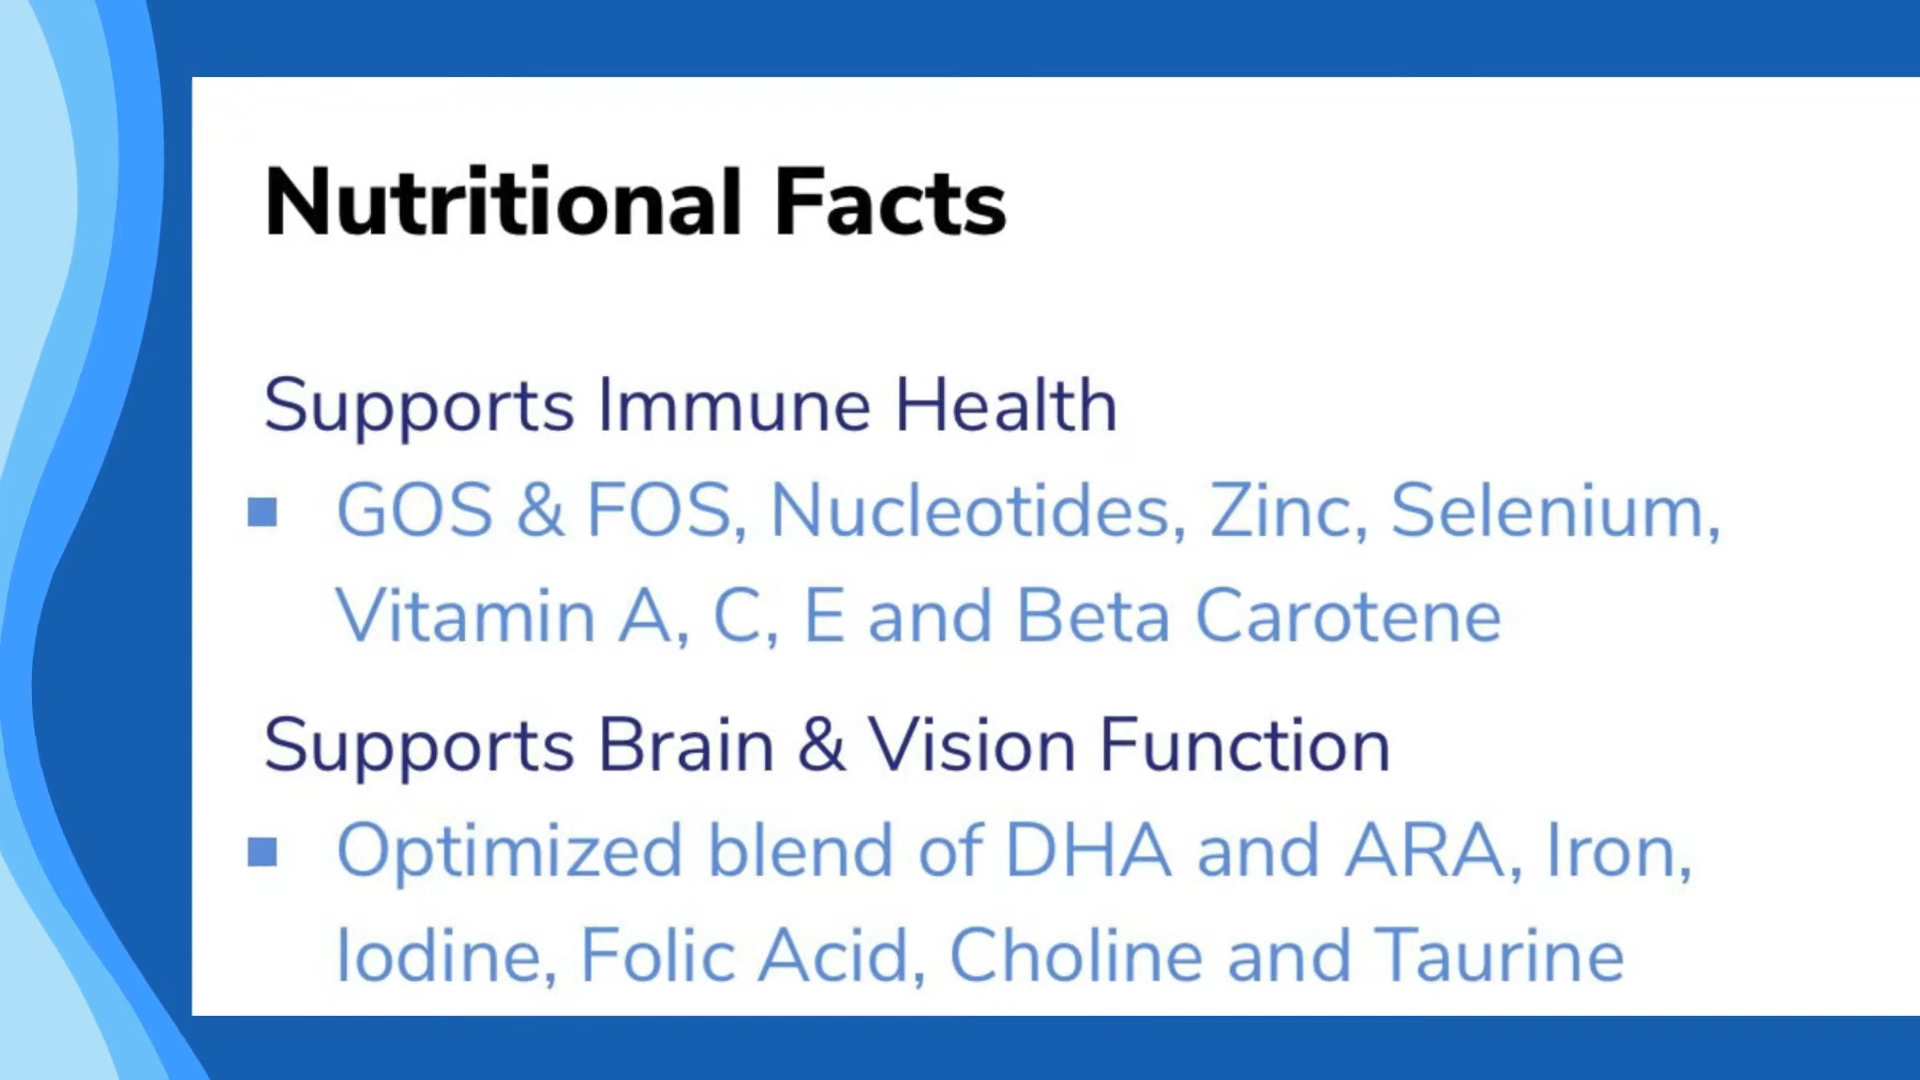 Nutritional Facts
Supports Immune Health
GOS & FOS, Nucleotides, Zinc, Selenium,
Vitamin A, C, E and Beta Carotene
Supports Brain & Vision Function
Optimized blend of DHA and ARA, Iron,
Iodine, Folic Acid, Choline and Taurine